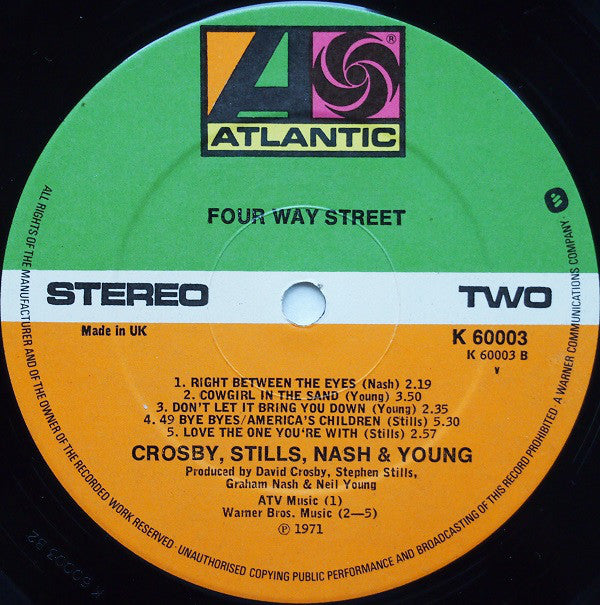 ®
ATLANTIC
FOUR WAY STREET
STEREO
TWO
Made in UK
K 60003
K 60003 B
V
1. RIGHT BETWEEN THE EYES (Nash) 2.19
2. COWGIRL IN THE SAND (Young) 3.50
3. DON'T LET IT BRING YOU DOWN (Young) 2.35
4. 49 BYE BYES/AMERICA'S CHILDREN (Stills) 5.30
5. LOVE THE ONE YOU'RE WITH (Stills) 2.57
CROSBY, STILLS, NASH & YOUNG
Produced by David Crosby, Stephen Stills,
Graham Nash & Neil Young
ATV Music (1)
Warner Bros. Music (2—5)
℗ 1971
ALL RIGHTS OF THE MANUFACTURER AND OF THE OWNER OF THE RECORDED WORK RESERVED · UNAUTHORISED COPYING PUBLIC PERFORMANCE AND BROADCASTING OF THIS RECORD PROHIBITED
A WARNER COMMUNICATIONS COMPANY
K 60003 B2